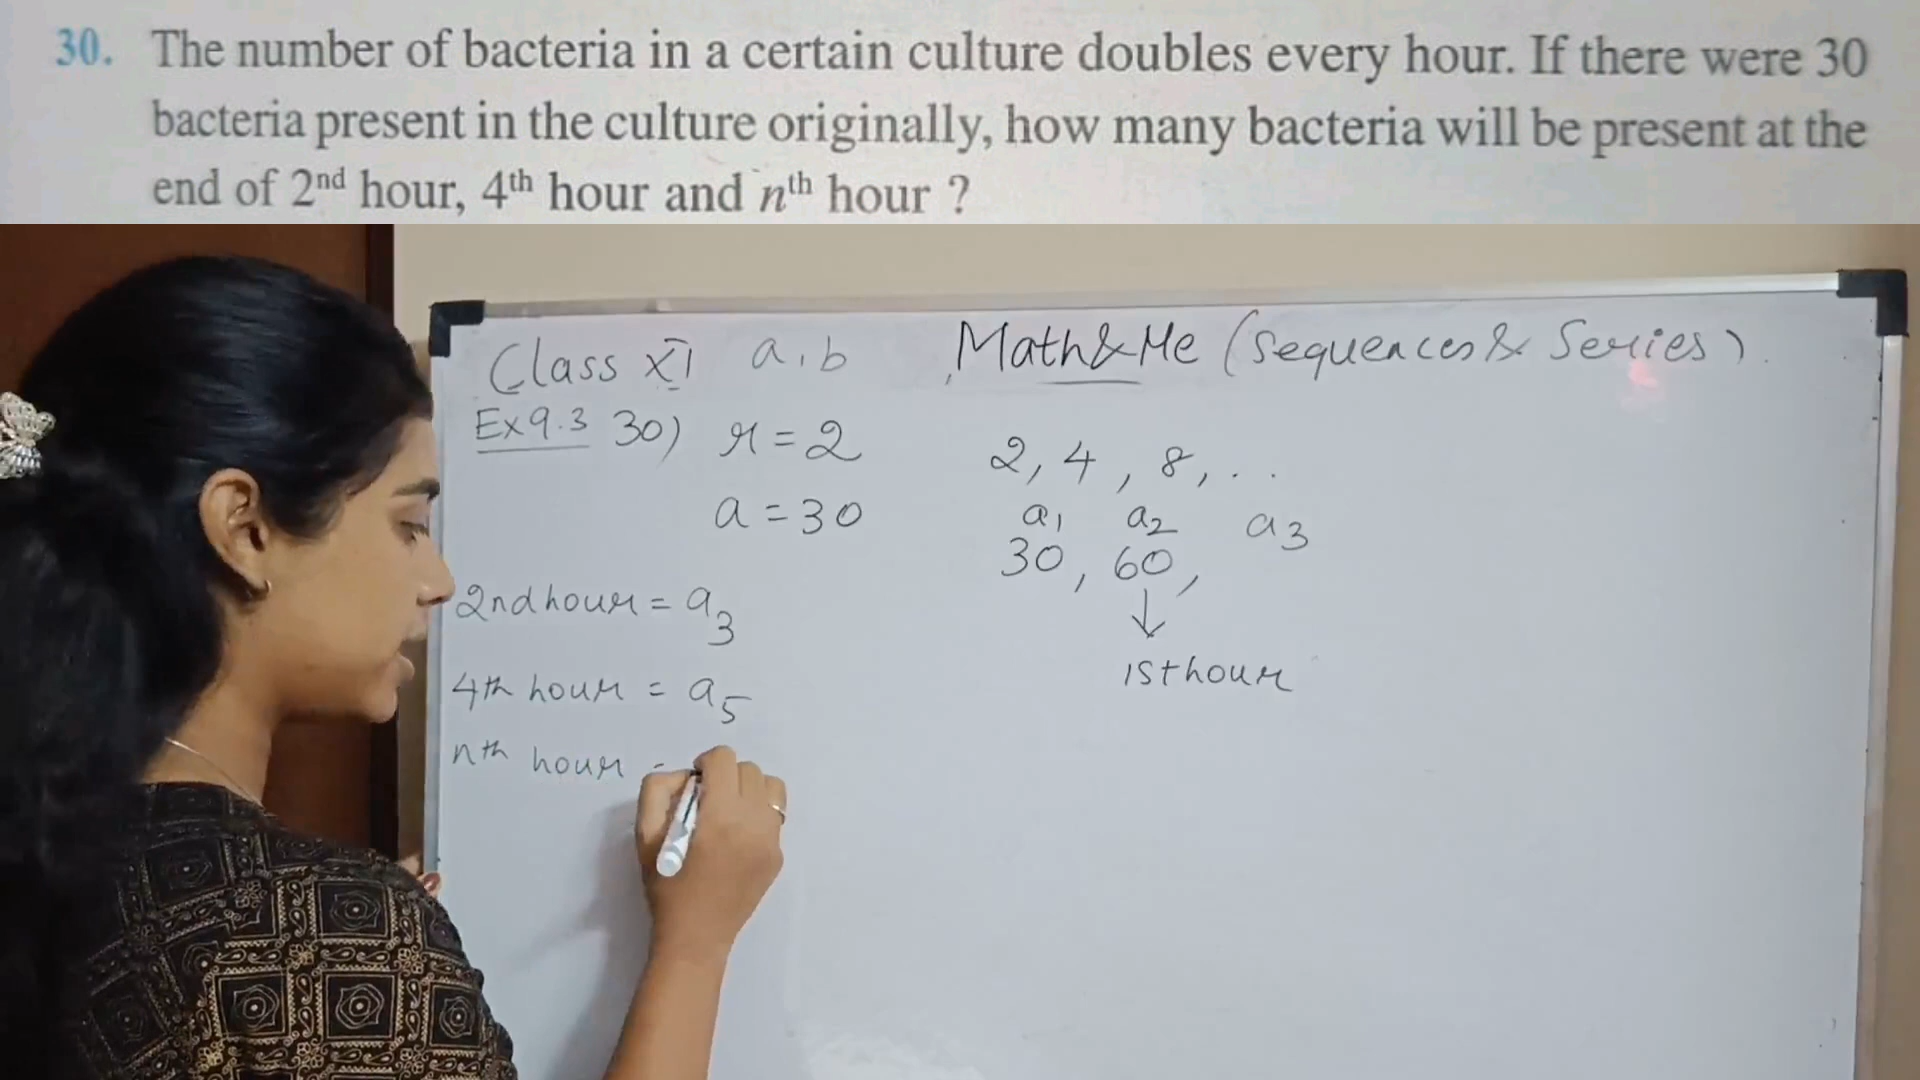 30. The number of bacteria in a certain culture doubles every hour. If there were 30
bacteria present in the culture originally, how many bacteria will be present at the
end of 2nd hour, 4th hour and nth hour ?
Class XI a, b Math&Me (Sequences & Series)
Ex 9.3 30) r = 2
a = 30
2, 4, 8, . .
a1 a2 a3
30, 60,
↓
1st hour
2nd hour = a3
4th hour = a5
nth hour =